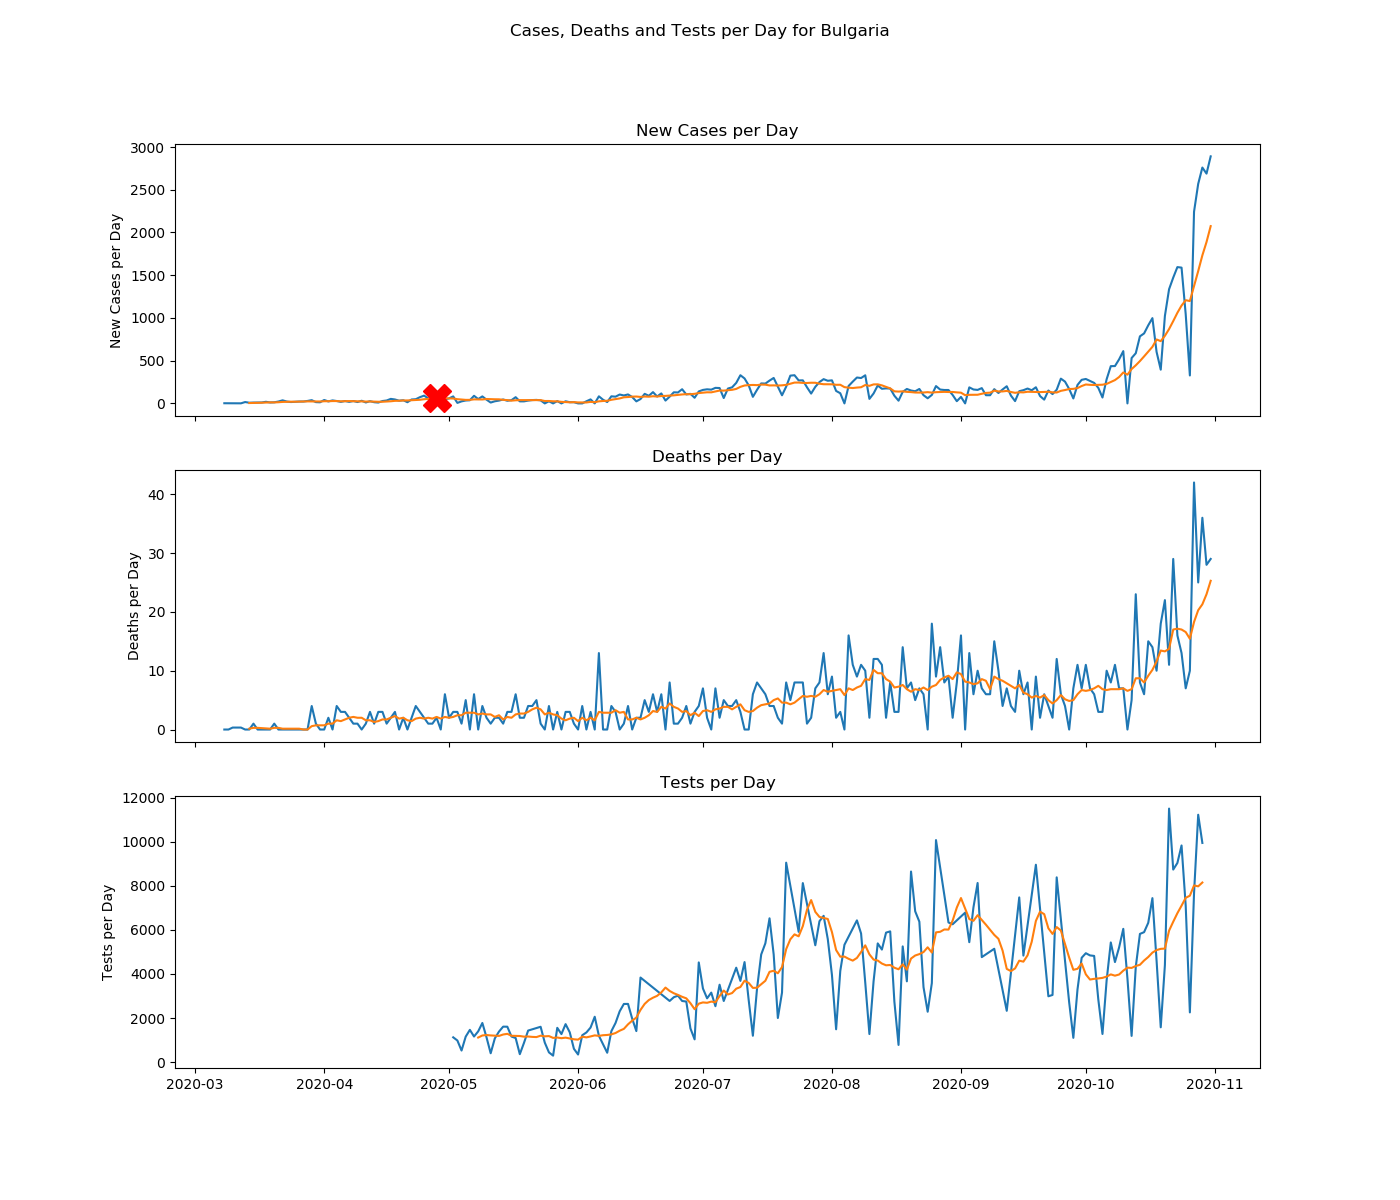 Cases, Deaths and Tests per Day for Bulgaria
New Cases per Day
New Cases per Day
3000
2500
2000
1500
1000
500
0
Deaths per Day
Deaths per Day
40
30
20
10
0
Tests per Day
Tests per Day
12000
10000
8000
6000
4000
2000
0
2020-03 2020-04 2020-05 2020-06 2020-07 2020-08 2020-09 2020-10 2020-11